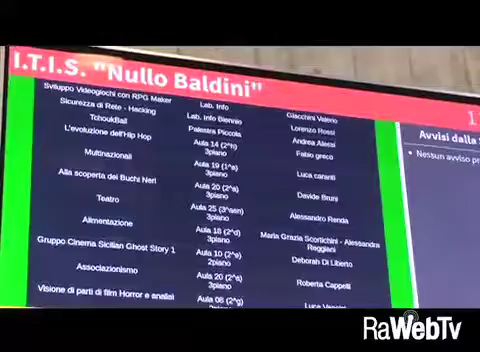 I.T.I.S. "Nullo Baldini"
Sviluppo Videogiochi con RPG Maker Lab. Info Giacchini Valerio
Sicurezza di Rete - Hacking Lab. Info Biennio Lorenzo Rossi
TchoukBall Palestra Piccola Andrea Alessi
L'evoluzione dell'Hip Hop Aula 14 (2^h) 3piano Fabio greco
Multinazionali Aula 19 (1^a) 3piano Luca caranti
Alla scoperta dei Buchi Neri Aula 20 (2^a) 3piano Davide Bruni
Teatro Aula 25 (3^aen) 3piano Alessandro Renda
Alimentazione Aula 18 (2^d) 3piano Maria Grazia Scortichini - Alessandra Reggiani
Gruppo Cinema Sicilian Ghost Story 1 Aula 10 (2^e) 2piano Deborah Di Liberto
Associazionismo Aula 20 (2^a) 3piano Roberta Cappelli
Visione di parti di film Horror e analisi Aula 08 (2^g) Luca
Avvisi dalla
• Nessun avviso
RaWebTv